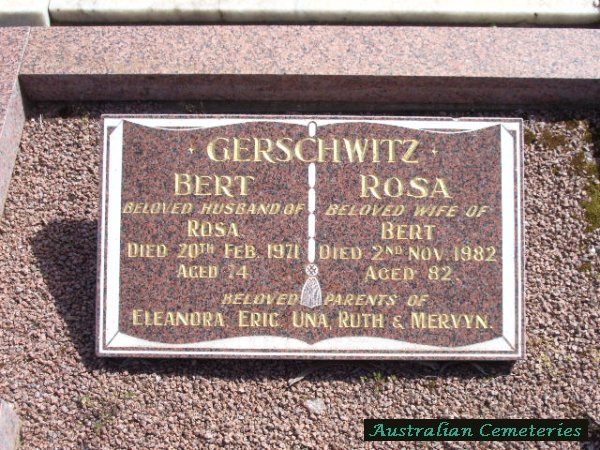 GERSCHWITZ
BERT
BELOVED HUSBAND OF
ROSA
DIED 20TH FEB. 1971
AGED 74
ROSA
BELOVED WIFE OF
BERT
DIED 2ND NOV. 1982
AGED 82
BELOVED PARENTS OF
ELEANORA, ERIC, UNA, RUTH & MERVYN.
Australian Cemeteries